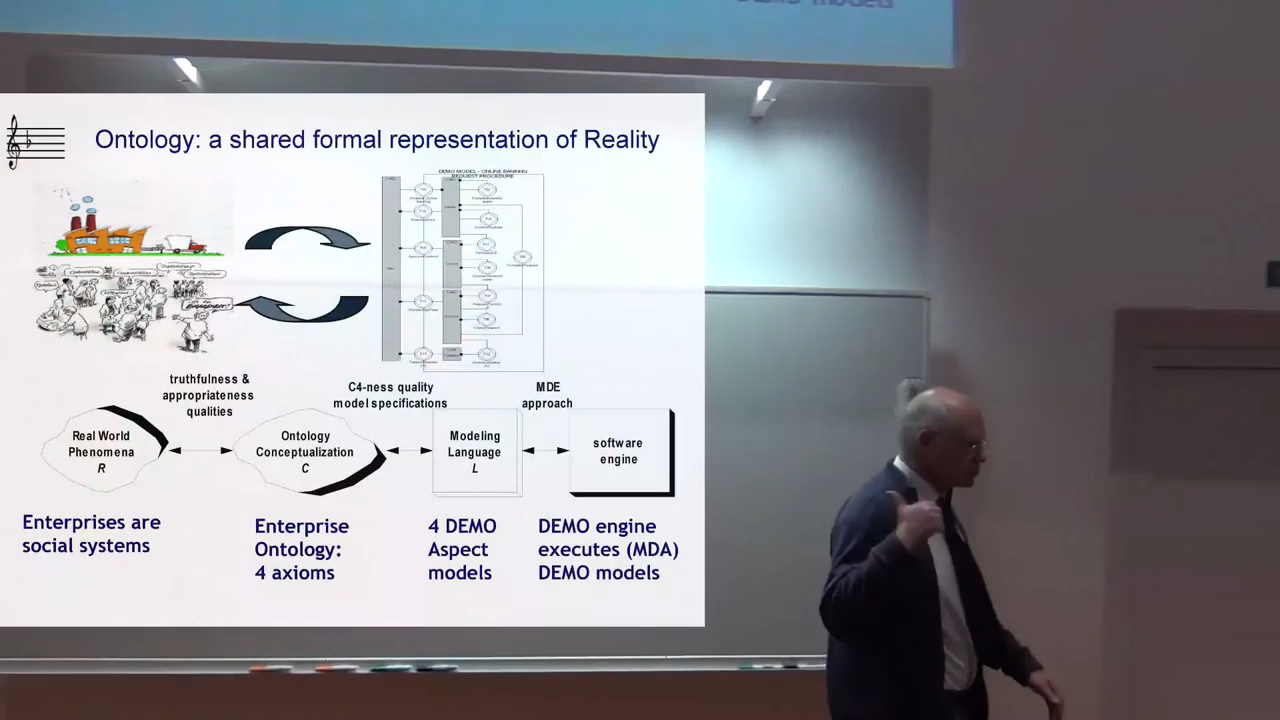 DEMO models
Ontology: a shared formal representation of Reality
DEMO MODEL - ONLINE BANKING
REQUEST PROCEDURE
truthfulness &
appropriateness
qualities
C4-ness quality
model specifications
MDE
approach
Real World
Phenomena
R
Ontology
Conceptualization
C
Modeling
Language
L
software
engine
Enterprises are
social systems
Enterprise
Ontology:
4 axioms
4 DEMO
Aspect
models
DEMO engine
executes (MDA)
DEMO models